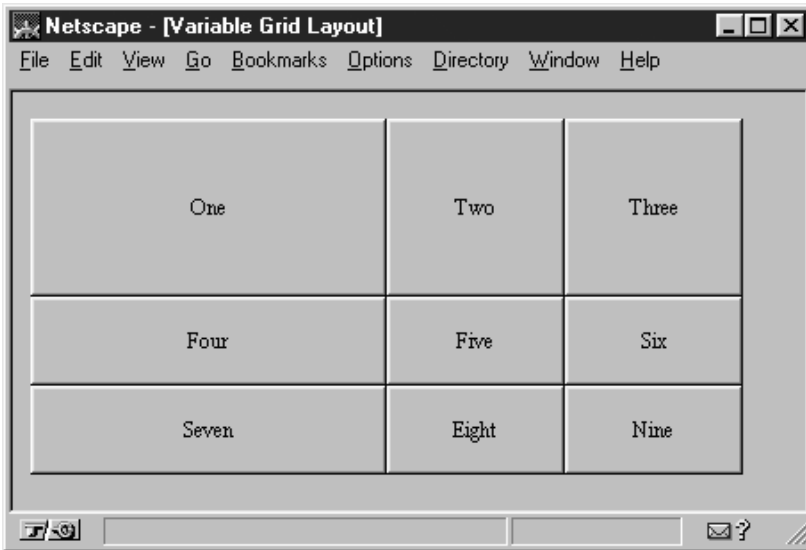 Netscape - [Variable Grid Layout]
File Edit View Go Bookmarks Options Directory Window Help
One Two Three
Four Five Six
Seven Eight Nine
?